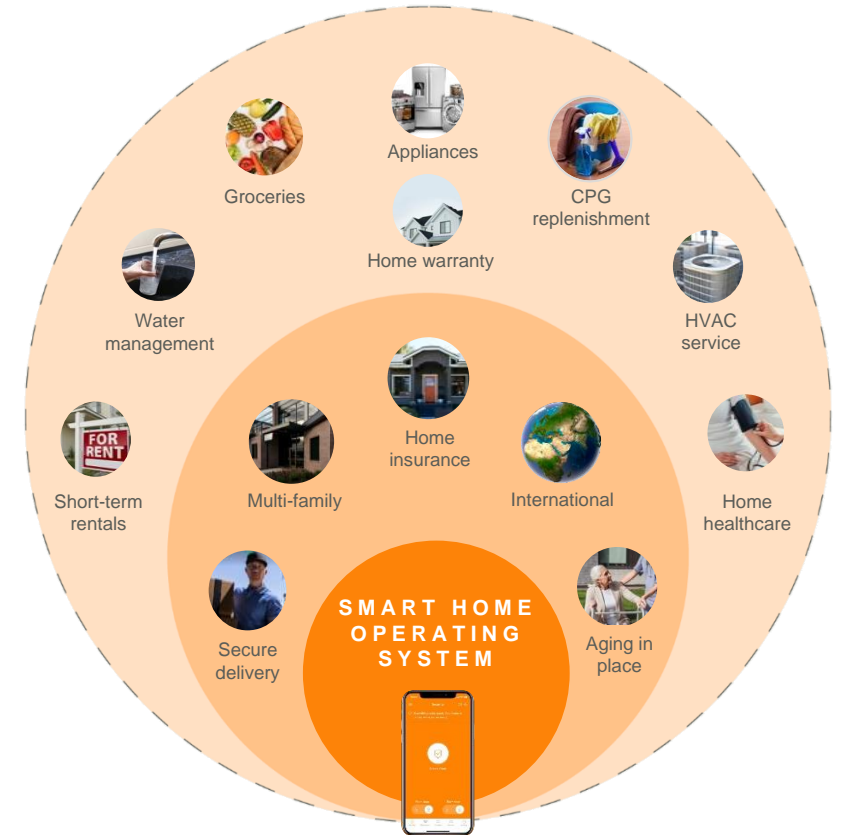 Appliances
Groceries
CPG
replenishment
Home warranty
Water
management
HVAC
service
Home
insurance
FOR
RENT
Short-term
rentals
Multi-family
International
Home
healthcare
SMART HOME
OPERATING
SYSTEM
Secure
delivery
Aging in
place